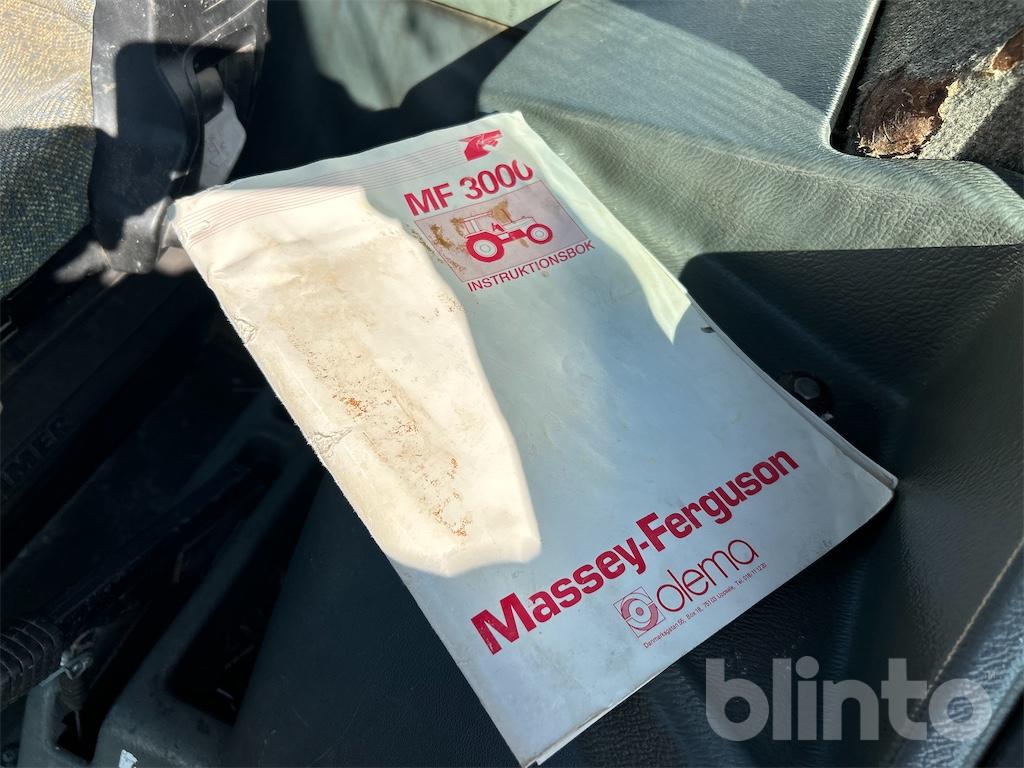 MF 3000
INSTRUKTIONSBOK
Massey-Ferguson
olema
blinto